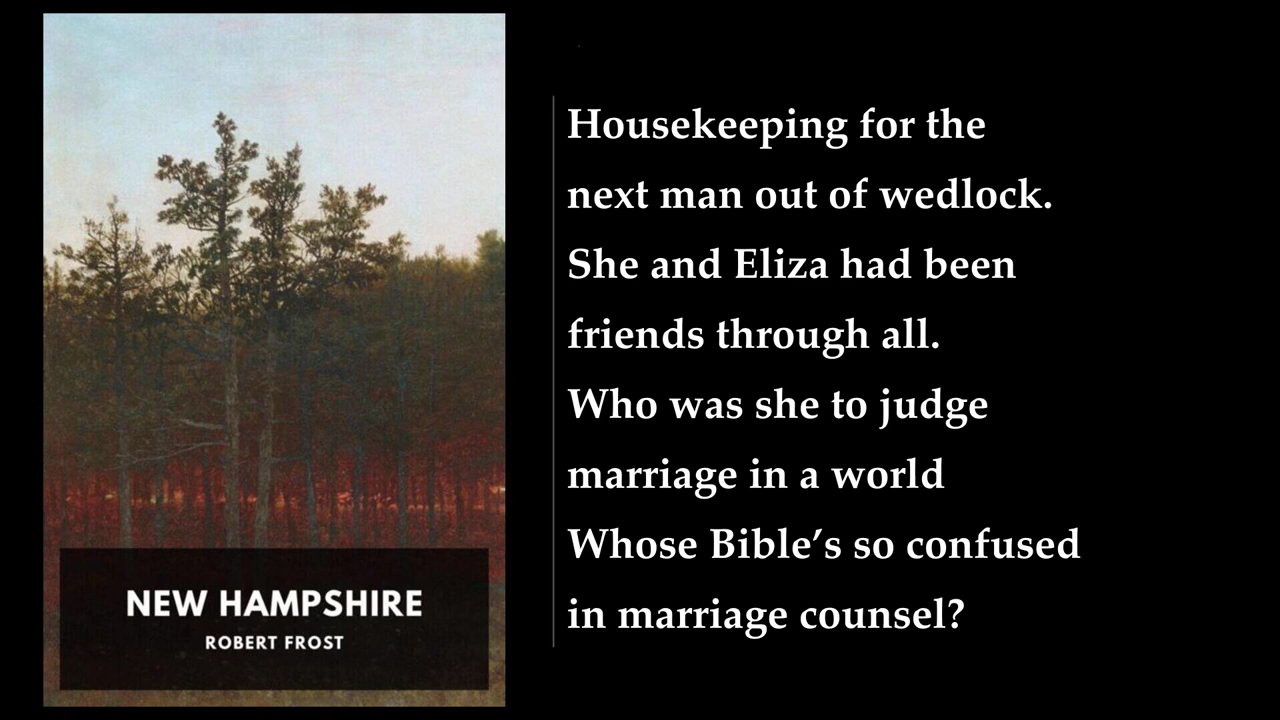 NEW HAMPSHIRE
ROBERT FROST
Housekeeping for the
next man out of wedlock.
She and Eliza had been
friends through all.
Who was she to judge
marriage in a world
Whose Bible’s so confused
in marriage counsel?